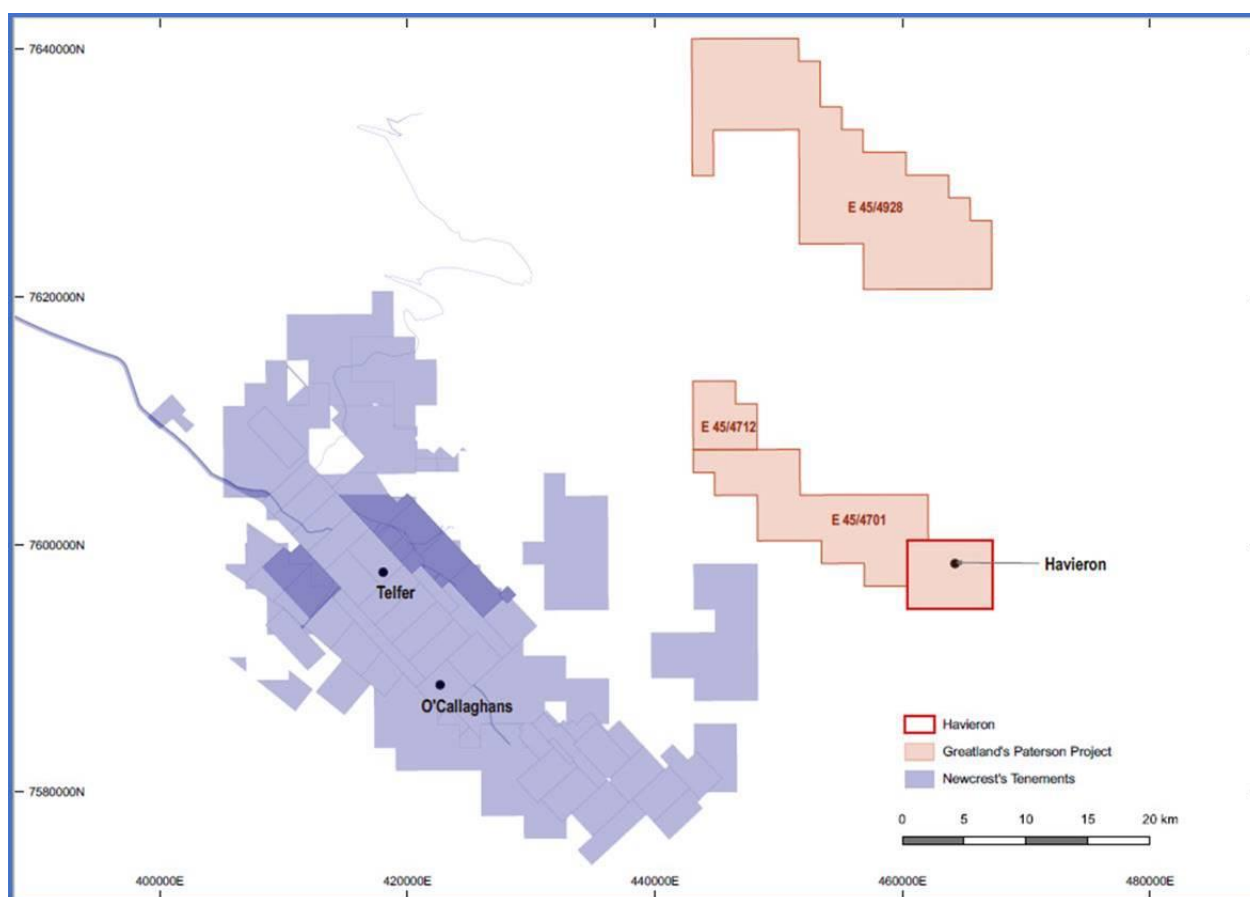 7640000N
E 45/4928
7620000N
E 45/4712
E 45/4701
7600000N
Havieron
Telfer
O'Callaghans
Havieron
Greatland's Paterson Project
Newcrest's Tenements
7580000N
0 5 10 15 20 km
400000E 420000E 440000E 460000E 480000E